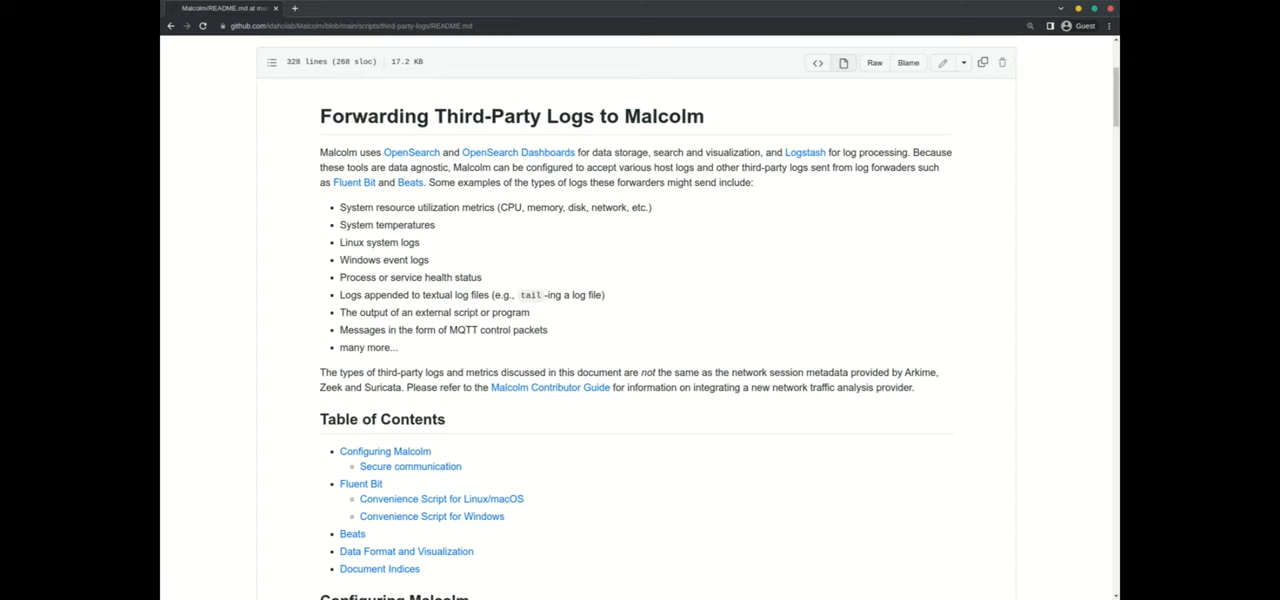 Malcolm/README.md at mai
Guest
github.com/idaholab/Malcolm/blob/main/scripts/third-party-logs/README.md
328 lines (268 sloc) 17.2 KB
Raw Blame
Forwarding Third-Party Logs to Malcolm
Malcolm uses OpenSearch and OpenSearch Dashboards for data storage, search and visualization, and Logstash for log processing. Because
these tools are data agnostic, Malcolm can be configured to accept various host logs and other third-party logs sent from log forwaders such
as Fluent Bit and Beats. Some examples of the types of logs these forwarders might send include:
• System resource utilization metrics (CPU, memory, disk, network, etc.)
• System temperatures
• Linux system logs
• Windows event logs
• Process or service health status
• Logs appended to textual log files (e.g., tail-ing a log file)
• The output of an external script or program
• Messages in the form of MQTT control packets
• many more...
The types of third-party logs and metrics discussed in this document are not the same as the network session metadata provided by Arkime,
Zeek and Suricata. Please refer to the Malcolm Contributor Guide for information on integrating a new network traffic analysis provider.
Table of Contents
• Configuring Malcolm
◦ Secure communication
• Fluent Bit
◦ Convenience Script for Linux/macOS
◦ Convenience Script for Windows
• Beats
• Data Format and Visualization
• Document Indices
Configuring Malcolm